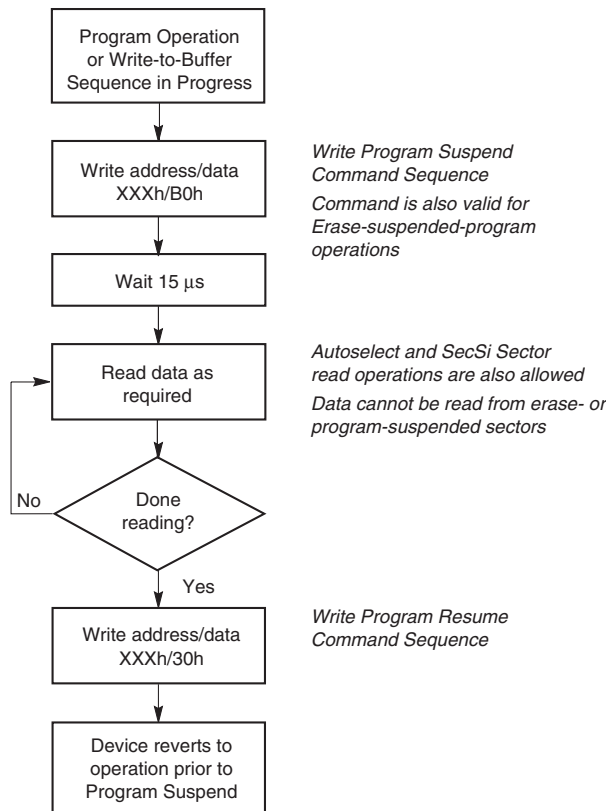 Program Operation
or Write-to-Buffer
Sequence in Progress
Write address/data
XXXh/B0h
Write Program Suspend
Command Sequence
Command is also valid for
Erase-suspended-program
operations
Wait 15 μs
Read data as
required
Autoselect and SecSi Sector
read operations are also allowed
Data cannot be read from erase- or
program-suspended sectors
No
Done
reading?
Yes
Write address/data
XXXh/30h
Write Program Resume
Command Sequence
Device reverts to
operation prior to
Program Suspend